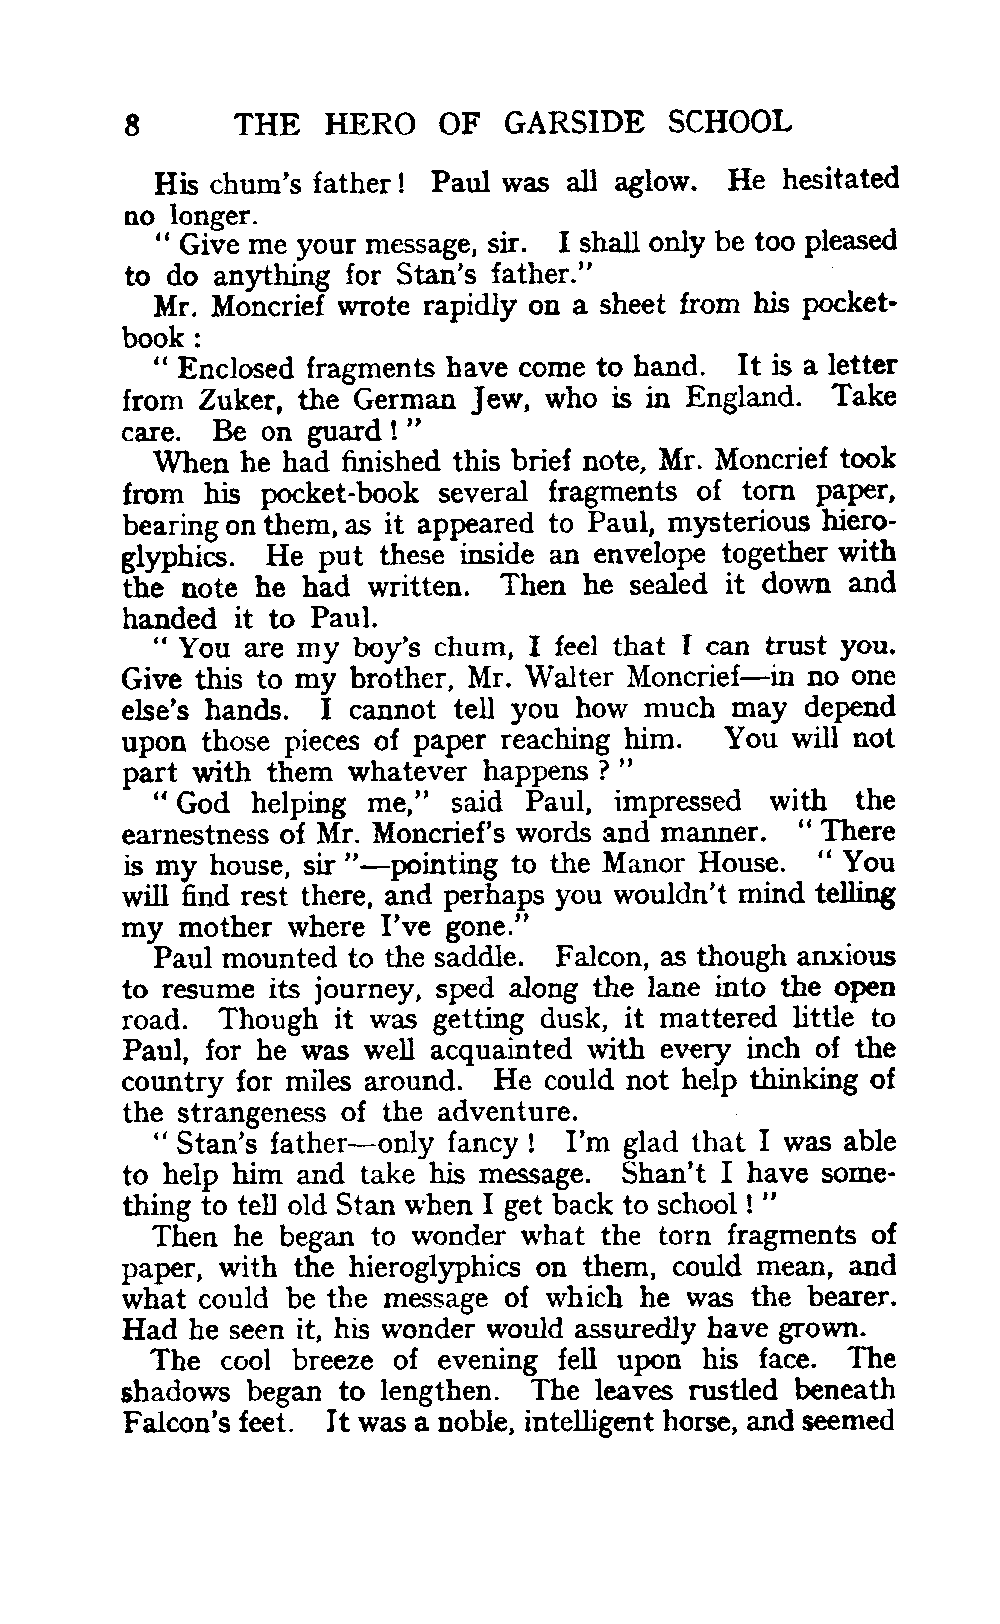 8 THE HERO OF GARSIDE SCHOOL
His chum's father! Paul was all aglow. He hesitated
no longer.
" Give me your message, sir. I shall only be too pleased
to do anything for Stan's father."
Mr. Moncrief wrote rapidly on a sheet from his pocket-
book :
" Enclosed fragments have come to hand. It is a letter
from Zuker, the German Jew, who is in England. Take
care. Be on guard ! "
When he had finished this brief note, Mr. Moncrief took
from his pocket-book several fragments of torn paper,
bearing on them, as it appeared to Paul, mysterious hiero-
glyphics. He put these inside an envelope together with
the note he had written. Then he sealed it down and
handed it to Paul.
" You are my boy's chum, I feel that I can trust you.
Give this to my brother, Mr. Walter Moncrief—in no one
else's hands. I cannot tell you how much may depend
upon those pieces of paper reaching him. You will not
part with them whatever happens ? "
" God helping me," said Paul, impressed with the
earnestness of Mr. Moncrief's words and manner. " There
is my house, sir "—pointing to the Manor House. " You
will find rest there, and perhaps you wouldn't mind telling
my mother where I've gone."
Paul mounted to the saddle. Falcon, as though anxious
to resume its journey, sped along the lane into the open
road. Though it was getting dusk, it mattered little to
Paul, for he was well acquainted with every inch of the
country for miles around. He could not help thinking of
the strangeness of the adventure.
" Stan's father—only fancy ! I'm glad that I was able
to help him and take his message. Shan't I have some-
thing to tell old Stan when I get back to school ! "
Then he began to wonder what the torn fragments of
paper, with the hieroglyphics on them, could mean, and
what could be the message of which he was the bearer.
Had he seen it, his wonder would assuredly have grown.
The cool breeze of evening fell upon his face. The
shadows began to lengthen. The leaves rustled beneath
Falcon's feet. It was a noble, intelligent horse, and seemed